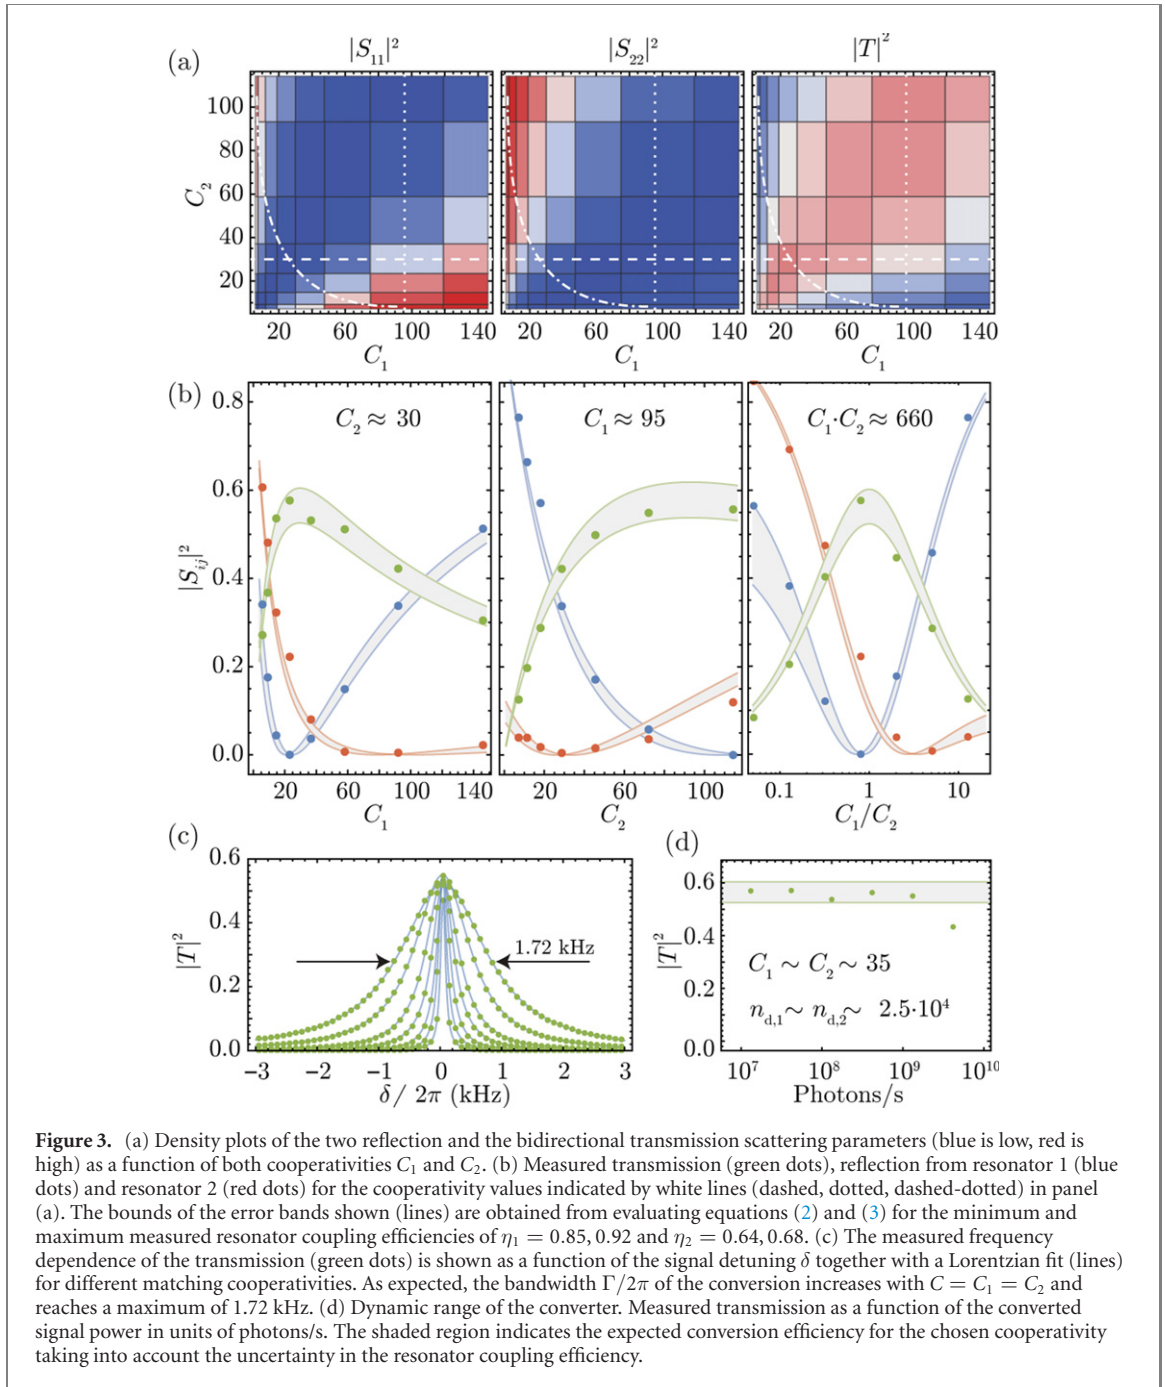 (a)
|S₁₁|²
|S₂₂|²
|T|²
C₂
100
80
60
40
20
20 60 100 140
C₁
20 60 100 140
C₁
20 60 100 140
C₁
(b)
|Sᵢⱼ|²
0.8
0.6
0.4
0.2
0.0
C₂ ≈ 30
C₁ ≈ 95
C₁·C₂ ≈ 660
20 60 100 140
C₁
20 60 100
C₂
0.1 1 10
C₁/C₂
(c)
|T|²
0.6
0.4
0.2
0.0
1.72 kHz
−3 −2 −1 0 1 2 3
δ/ 2π (kHz)
(d)
|T|²
0.6
0.4
0.2
0.0
C₁ ~ C₂ ~ 35
n_d,1 ~ n_d,2 ~ 2.5·10⁴
10⁷ 10⁸ 10⁹ 10¹⁰
Photons/s
Figure 3. (a) Density plots of the two reflection and the bidirectional transmission scattering parameters (blue is low, red is
high) as a function of both cooperativities C₁ and C₂. (b) Measured transmission (green dots), reflection from resonator 1 (blue
dots) and resonator 2 (red dots) for the cooperativity values indicated by white lines (dashed, dotted, dashed-dotted) in panel
(a). The bounds of the error bands shown (lines) are obtained from evaluating equations (2) and (3) for the minimum and
maximum measured resonator coupling efficiencies of η₁ = 0.85, 0.92 and η₂ = 0.64, 0.68. (c) The measured frequency
dependence of the transmission (green dots) is shown as a function of the signal detuning δ together with a Lorentzian fit (lines)
for different matching cooperativities. As expected, the bandwidth Γ/2π of the conversion increases with C = C₁ = C₂ and
reaches a maximum of 1.72 kHz. (d) Dynamic range of the converter. Measured transmission as a function of the converted
signal power in units of photons/s. The shaded region indicates the expected conversion efficiency for the chosen cooperativity
taking into account the uncertainty in the resonator coupling efficiency.